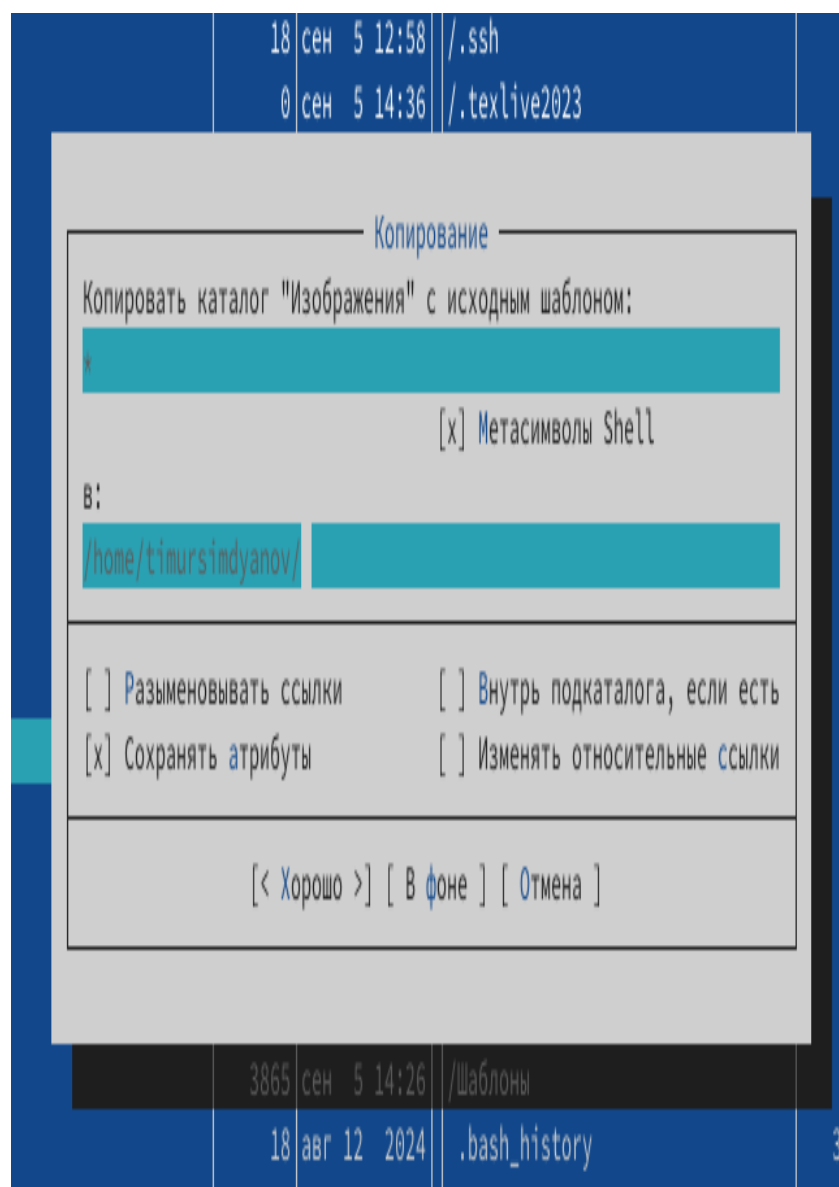 18 сен 5 12:58 /.ssh
0 сен 5 14:36 /.texlive2023
Копирование
Копировать каталог "Изображения" с исходным шаблоном:
*
[x] Метасимволы Shell
в:
/home/timursimdyanov/
[ ] Разыменовывать ссылки [ ] Внутрь подкаталога, если есть
[x] Сохранять атрибуты [ ] Изменять относительные ссылки
[< Хорошо >] [ В фоне ] [ Отмена ]
3865 сен 5 14:26 /Шаблоны
18 авг 12 2024 .bash_history